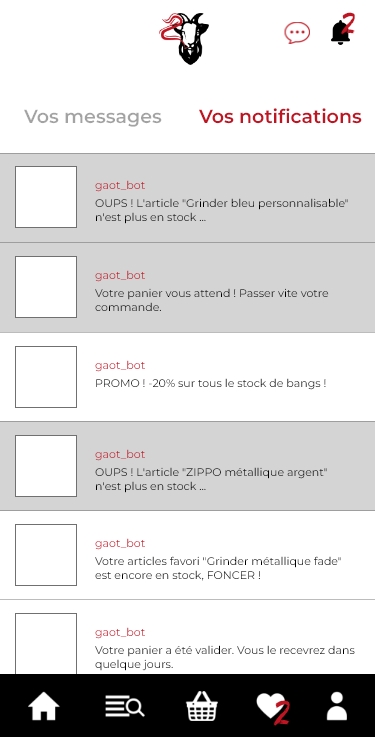 2
2
Vos messages
Vos notifications
gaot_bot
OUPS ! L'article "Grinder bleu personnalisable"
n'est plus en stock ...
gaot_bot
Votre panier vous attend ! Passer vite votre
commande.
gaot_bot
PROMO ! -20% sur tous le stock de bangs !
gaot_bot
OUPS ! L'article "ZIPPO métallique argent"
n'est plus en stock ...
gaot_bot
Votre articles favori "Grinder métallique fade"
est encore en stock, FONCER !
gaot_bot
Votre panier a été valider. Vous le recevrez dans
quelque jours.
2